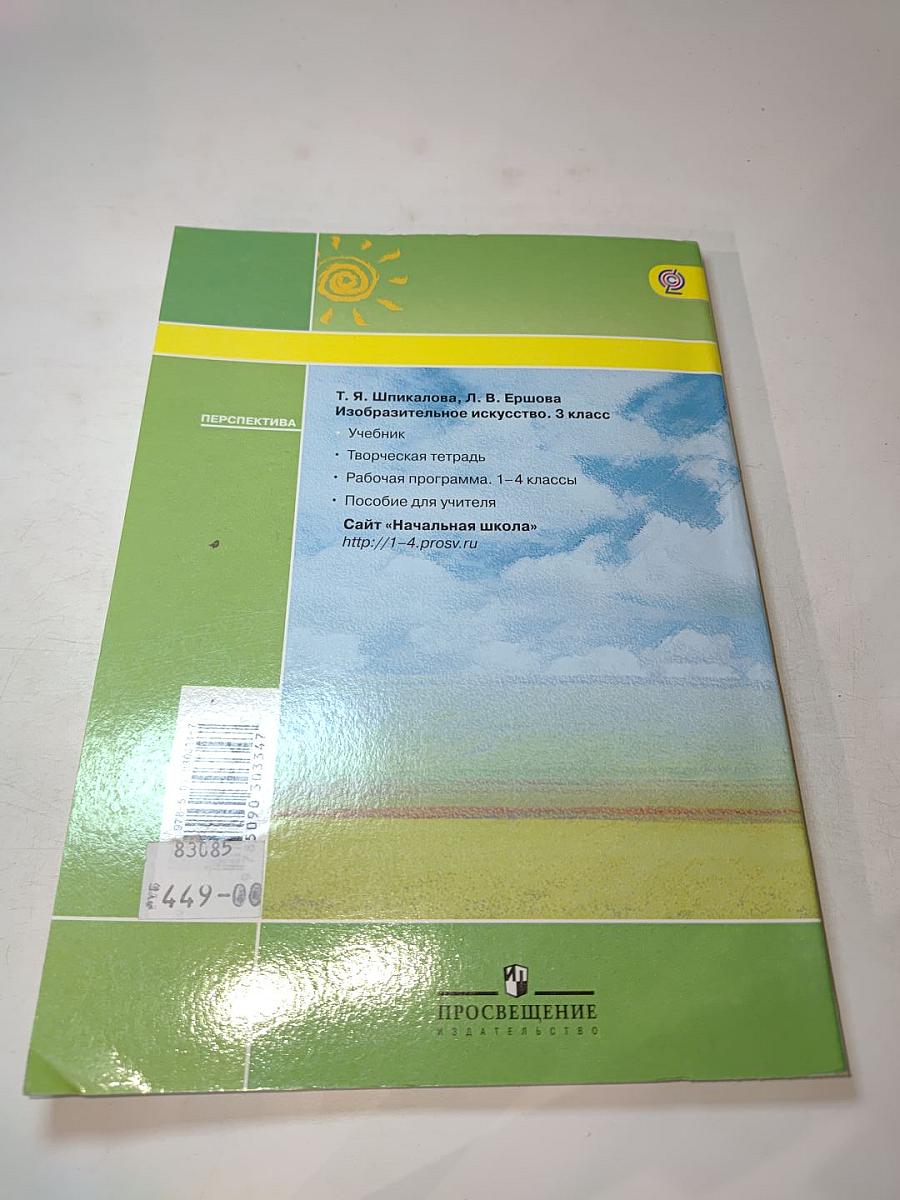 Т. Я. Шпикалова, Л. В. Ершова
Изобразительное искусство. 3 класс
ПЕРСПЕКТИВА
• Учебник
• Творческая тетрадь
• Рабочая программа. 1–4 классы
• Пособие для учителя
Сайт «Начальная школа»
http://1–4.prosv.ru
83085
449-00
ПРОСВЕЩЕНИЕ
ИЗДАТЕЛЬСТВО